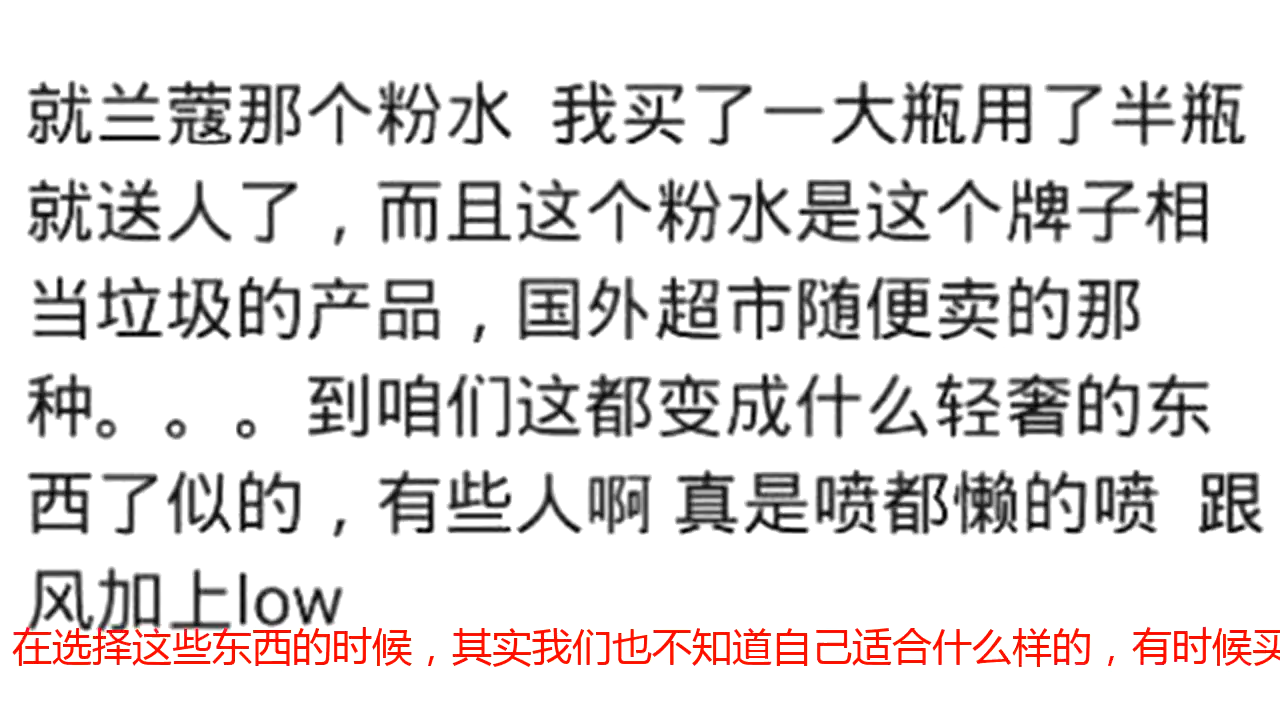 就兰蔻那个粉水 我买了一大瓶用了半瓶
就送人了，而且这个粉水是这个牌子相
当垃圾的产品，国外超市随便卖的那
种。。。到咱们这都变成什么轻奢的东
西了似的，有些人啊 真是喷都懒的喷 跟
风加上low
在选择这些东西的时候，其实我们也不知道自己适合什么样的，有时候买